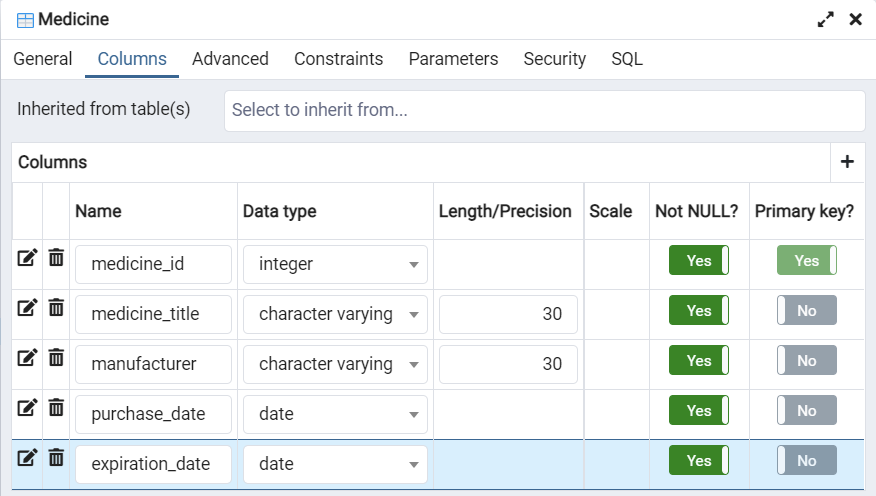 Medicine
General Columns Advanced Constraints Parameters Security SQL
Inherited from table(s) Select to inherit from...
Columns
Name Data type Length/Precision Scale Not NULL? Primary key?
medicine_id integer Yes Yes
medicine_title character varying 30 Yes No
manufacturer character varying 30 Yes No
purchase_date date Yes No
expiration_date date Yes No